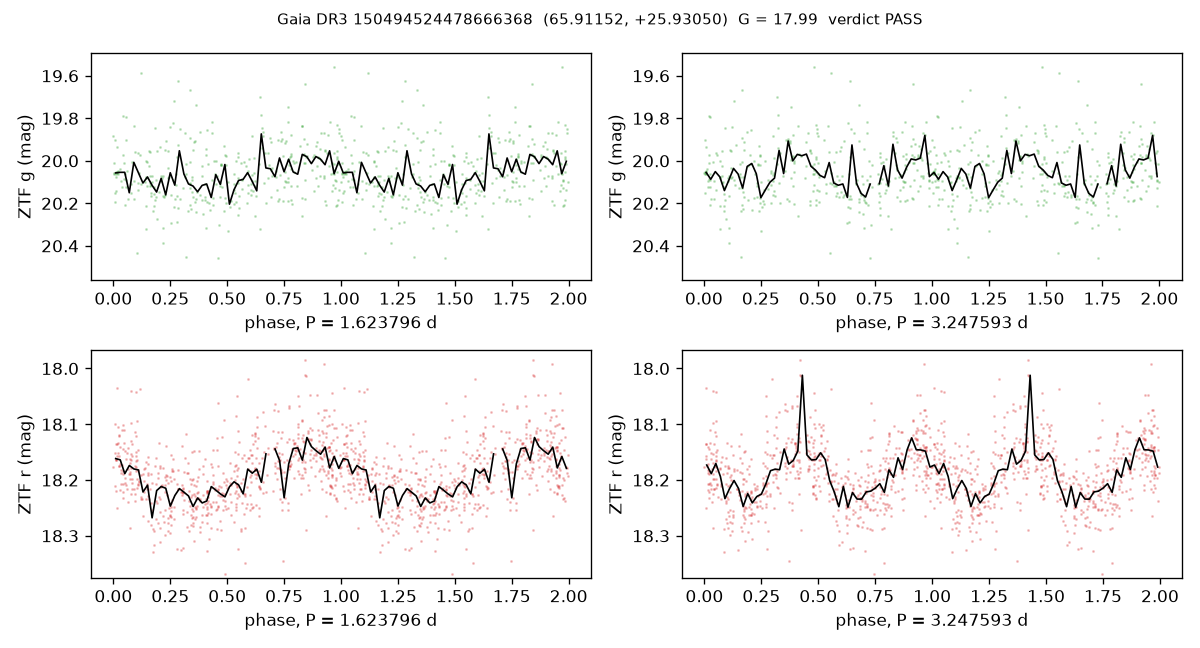 Gaia DR3 150494524478666368  (65.91152, +25.93050)  G = 17.99  verdict PASS
ZTF g (mag)
19.6
19.8
20.0
20.2
20.4
0.00 0.25 0.50 0.75 1.00 1.25 1.50 1.75 2.00
phase, P = 1.623796 d
ZTF g (mag)
19.6
19.8
20.0
20.2
20.4
0.00 0.25 0.50 0.75 1.00 1.25 1.50 1.75 2.00
phase, P = 3.247593 d
ZTF r (mag)
18.0
18.1
18.2
18.3
0.00 0.25 0.50 0.75 1.00 1.25 1.50 1.75 2.00
phase, P = 1.623796 d
ZTF r (mag)
18.0
18.1
18.2
18.3
0.00 0.25 0.50 0.75 1.00 1.25 1.50 1.75 2.00
phase, P = 3.247593 d